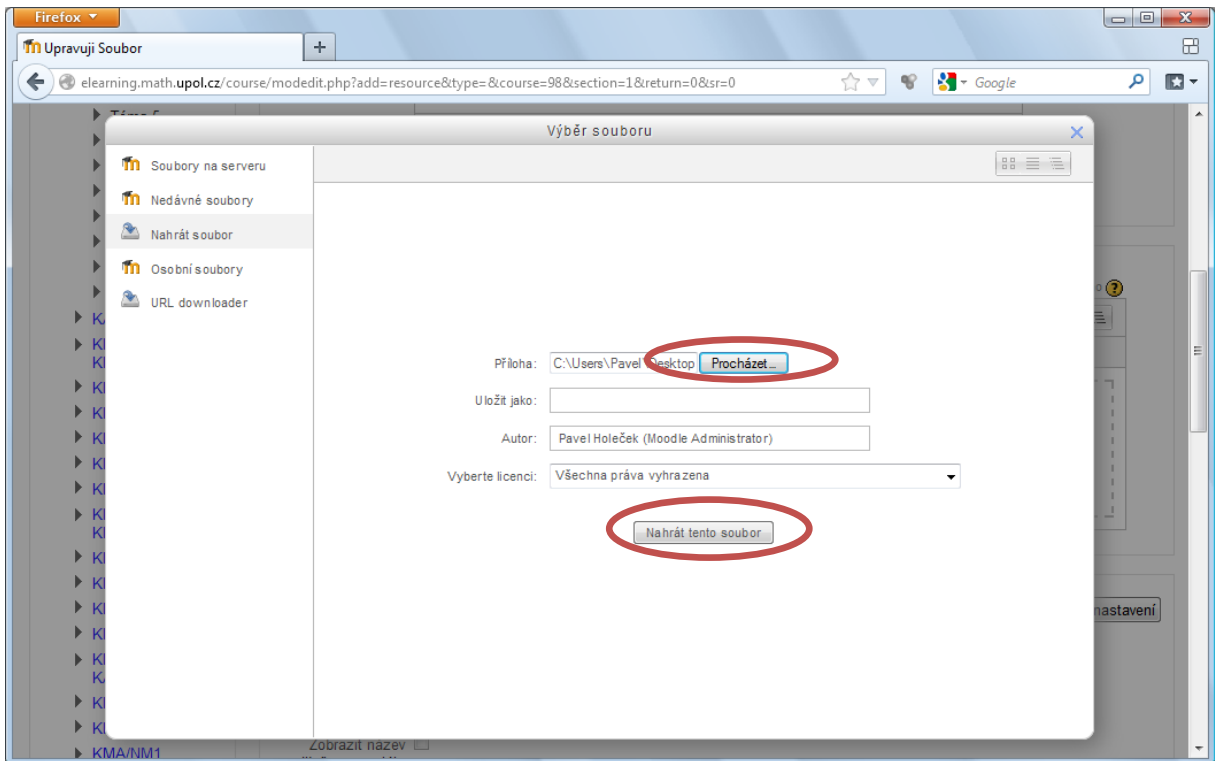 Firefox
Upravuji Soubor
elearning.math.upol.cz/course/modedit.php?add=resource&type=&course=98&section=1&return=0&sr=0
Google
Výběr souboru
Soubory na serveru
Nedávné soubory
Nahrát soubor
Osobní soubory
URL downloader
Příloha: C:\Users\Pavel\Desktop Procházet...
Uložit jako:
Autor: Pavel Holeček (Moodle Administrator)
Vyberte licenci: Všechna práva vyhrazena
Nahrát tento soubor
nastavení
Zobrazit název
KMA/NM1